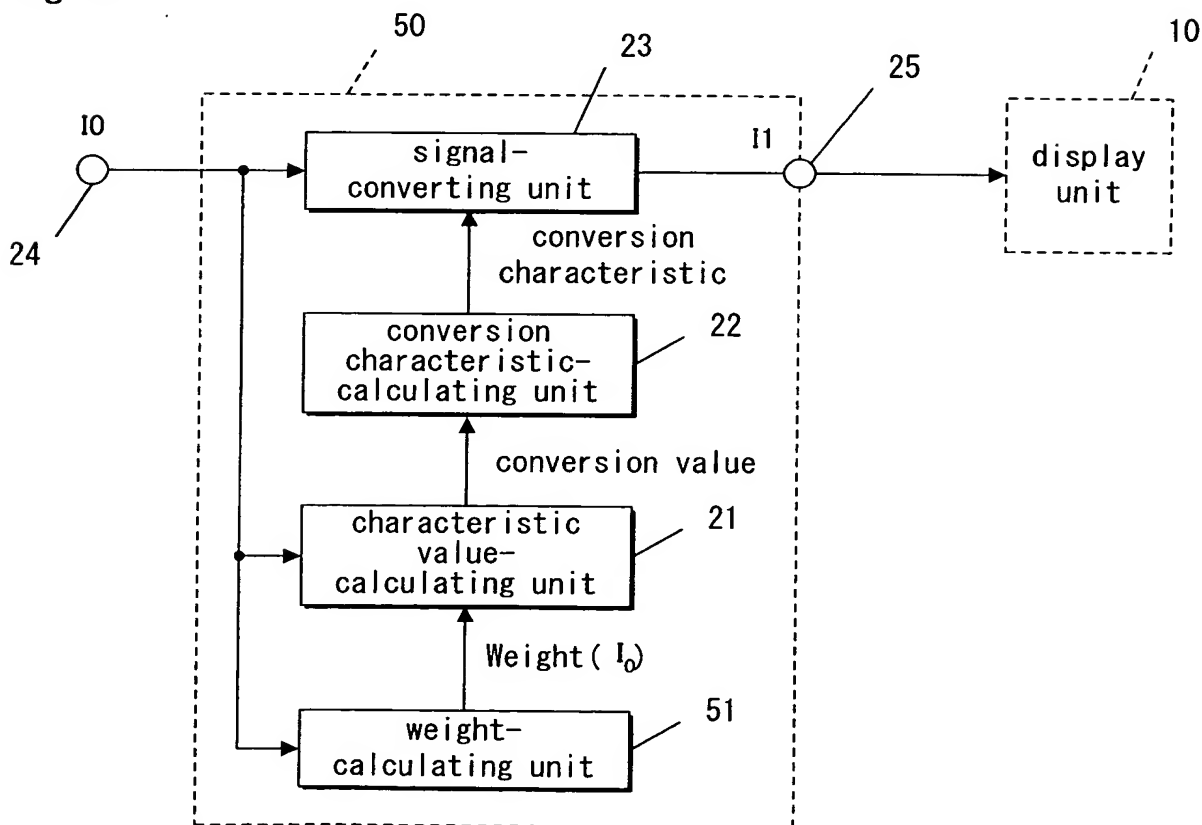 50
23
25
10
I0
24
signal-
converting unit
I1
display
unit
conversion
characteristic
conversion
characteristic-
calculating unit
22
conversion value
characteristic
value-
calculating unit
21
Weight( I₀)
weight-
calculating unit
51